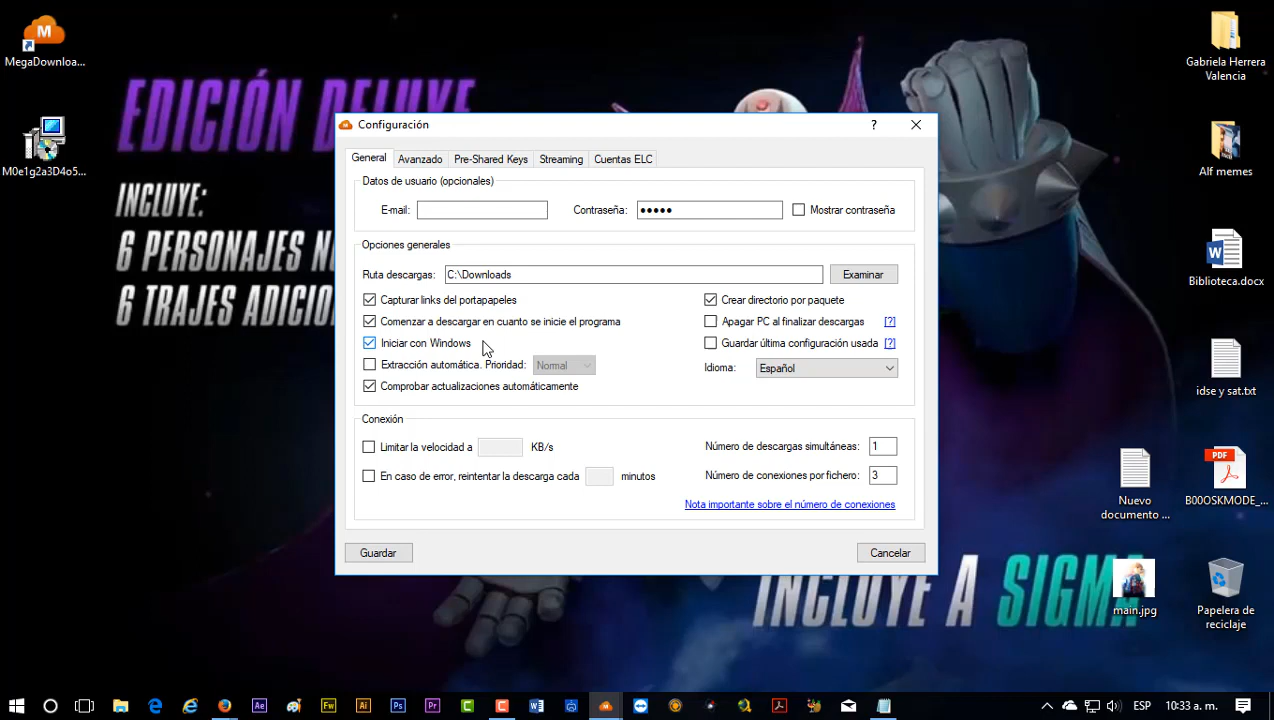 MegaDownloa...
M0e1g2a3D4o5...
EDICIÓN DELUXE
INCLUYE:
6 PERSONAJES N
6 TRAJES ADICIO
INCLUYE A SIGMA
Configuración
?
General
Avanzado
Pre-Shared Keys
Streaming
Cuentas ELC
Datos de usuario (opcionales)
E-mail:
Contraseña: ●●●●●
Mostrar contraseña
Opciones generales
Ruta descargas: C:\Downloads
Examinar
Capturar links del portapapeles
Crear directorio por paquete
Comenzar a descargar en cuanto se inicie el programa
Apagar PC al finalizar descargas [?]
Iniciar con Windows
Guardar última configuración usada [?]
Extracción automática. Prioridad: Normal
Idioma: Español
Comprobar actualizaciones automáticamente
Conexión
Limitar la velocidad a KB/s
Número de descargas simultáneas: 1
En caso de error, reintentar la descarga cada minutos
Número de conexiones por fichero: 3
Nota importante sobre el número de conexiones
Guardar
Cancelar
Gabriela Herrera
Valencia
Alf memes
Biblioteca.docx
idse y sat.txt
Nuevo
documento ...
PDF
B00OSKMODE_...
main.jpg
Papelera de
reciclaje
Ae
Fw
Ai
Ps
Pr
C
C
ESP
10:33 a. m.